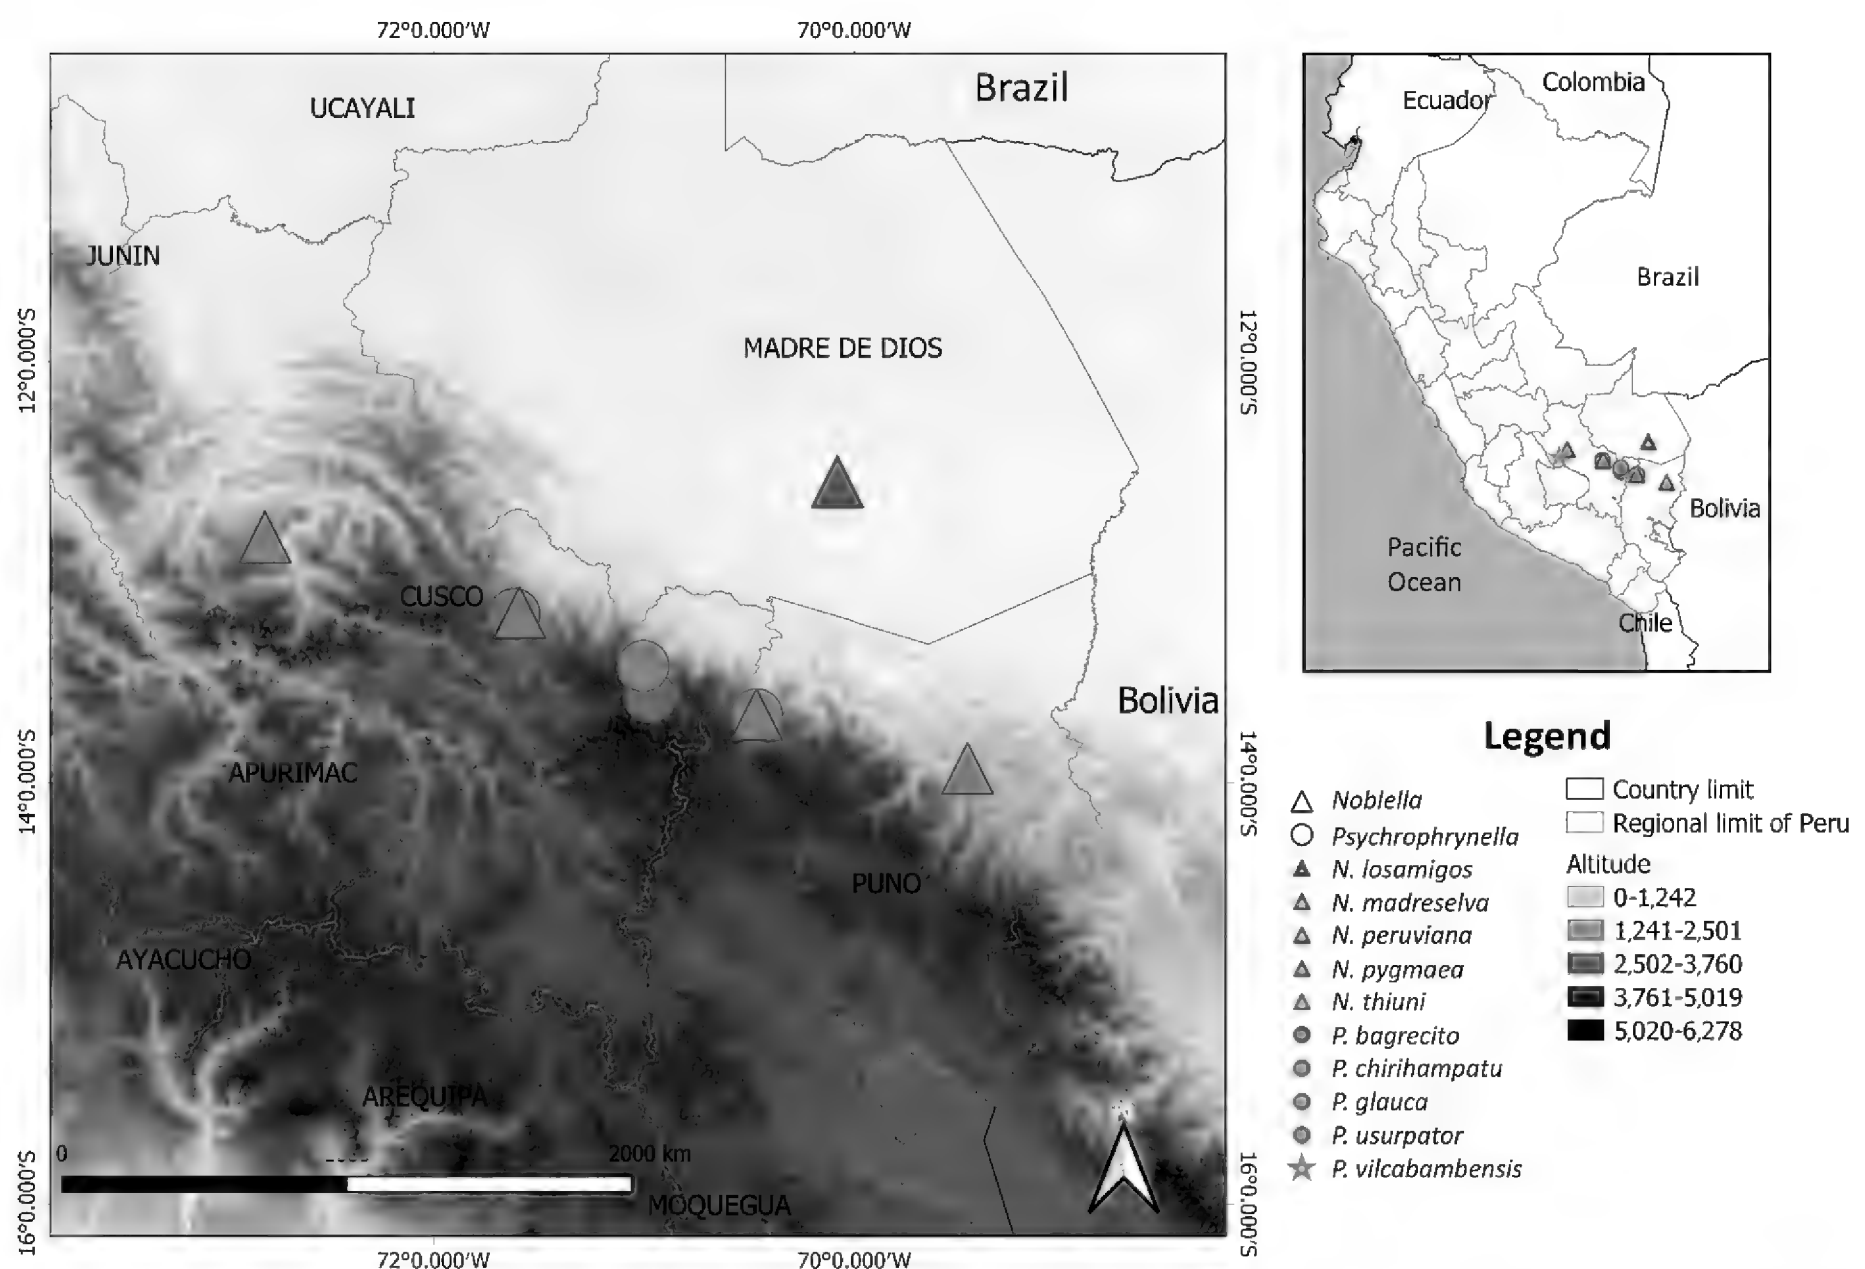 72°0.000'W
70°0.000'W
UCAYALI
Brazil
JUNIN
12°0.000'S
12°0.000'S
MADRE DE DIOS
CUSCO
Bolivia
14°0.000'S
14°0.000'S
APURIMAC
PUNO
AYACUCHO
AREQUIPA
0
2000 km
16°0.000'S
16°0.000'S
MOQUEGUA
72°0.000'W
70°0.000'W
Colombia
Ecuador
Brazil
Bolivia
Pacific
Ocean
Chile
Legend
Noblella
Psychrophrynella
N. losamigos
N. madreselva
N. peruviana
N. pygmaea
N. thiuni
P. bagrecito
P. chirihampatu
P. glauca
P. usurpator
P. vilcabambensis
Country limit
Regional limit of Peru
Altitude
0-1,242
1,241-2,501
2,502-3,760
3,761-5,019
5,020-6,278